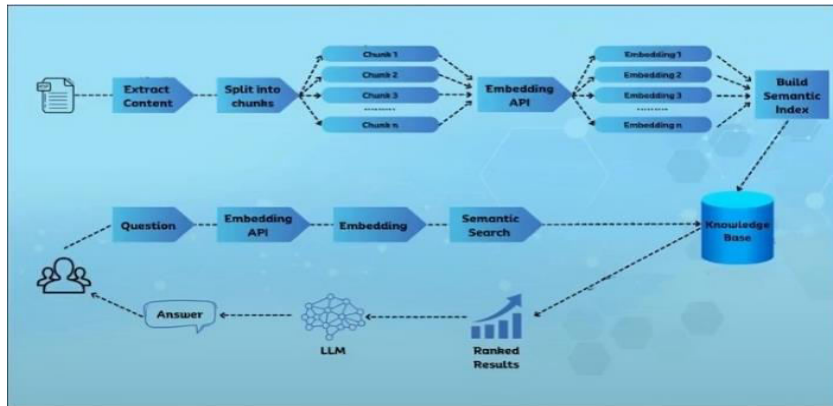 PDF
Extract
Content
Split into
chunks
Chunk 1
Chunk 2
Chunk 3
.........
Chunk n
Embedding
API
Embedding 1
Embedding 2
Embedding 3
.........
Embedding n
Build
Semantic
Index
Question
Embedding
API
Embedding
Semantic
Search
Knowledge
Base
Answer
LLM
Ranked
Results